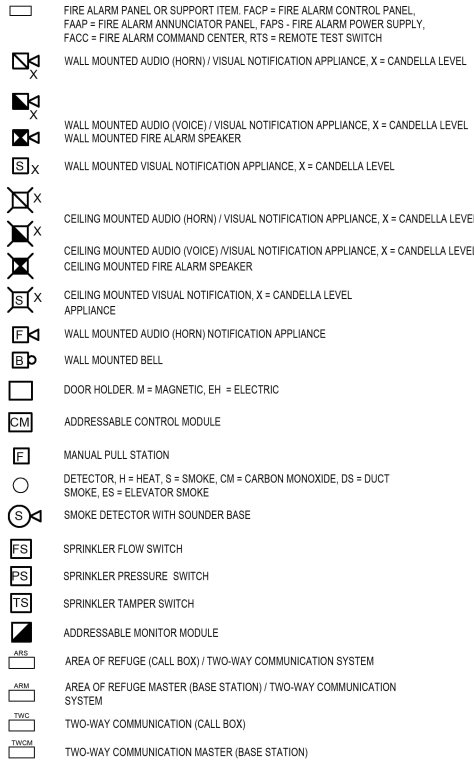 FIRE ALARM PANEL OR SUPPORT ITEM. FACP = FIRE ALARM CONTROL PANEL,
FAAP = FIRE ALARM ANNUNCIATOR PANEL, FAPS - FIRE ALARM POWER SUPPLY,
FACC = FIRE ALARM COMMAND CENTER, RTS = REMOTE TEST SWITCH
X WALL MOUNTED AUDIO (HORN) / VISUAL NOTIFICATION APPLIANCE, X = CANDELLA LEVEL
X
WALL MOUNTED AUDIO (VOICE) / VISUAL NOTIFICATION APPLIANCE, X = CANDELLA LEVEL
WALL MOUNTED FIRE ALARM SPEAKER
S X WALL MOUNTED VISUAL NOTIFICATION APPLIANCE, X = CANDELLA LEVEL
X
CEILING MOUNTED AUDIO (HORN) / VISUAL NOTIFICATION APPLIANCE, X = CANDELLA LEVEL
X
CEILING MOUNTED AUDIO (VOICE) /VISUAL NOTIFICATION APPLIANCE, X = CANDELLA LEVEL
CEILING MOUNTED FIRE ALARM SPEAKER
S X CEILING MOUNTED VISUAL NOTIFICATION, X = CANDELLA LEVEL
APPLIANCE
F WALL MOUNTED AUDIO (HORN) NOTIFICATION APPLIANCE
B WALL MOUNTED BELL
DOOR HOLDER. M = MAGNETIC, EH = ELECTRIC
CM ADDRESSABLE CONTROL MODULE
F MANUAL PULL STATION
DETECTOR, H = HEAT, S = SMOKE, CM = CARBON MONOXIDE, DS = DUCT
SMOKE, ES = ELEVATOR SMOKE
S SMOKE DETECTOR WITH SOUNDER BASE
FS SPRINKLER FLOW SWITCH
PS SPRINKLER PRESSURE SWITCH
TS SPRINKLER TAMPER SWITCH
ADDRESSABLE MONITOR MODULE
ARS AREA OF REFUGE (CALL BOX) / TWO-WAY COMMUNICATION SYSTEM
ARM AREA OF REFUGE MASTER (BASE STATION) / TWO-WAY COMMUNICATION
SYSTEM
TWC TWO-WAY COMMUNICATION (CALL BOX)
TWCM TWO-WAY COMMUNICATION MASTER (BASE STATION)